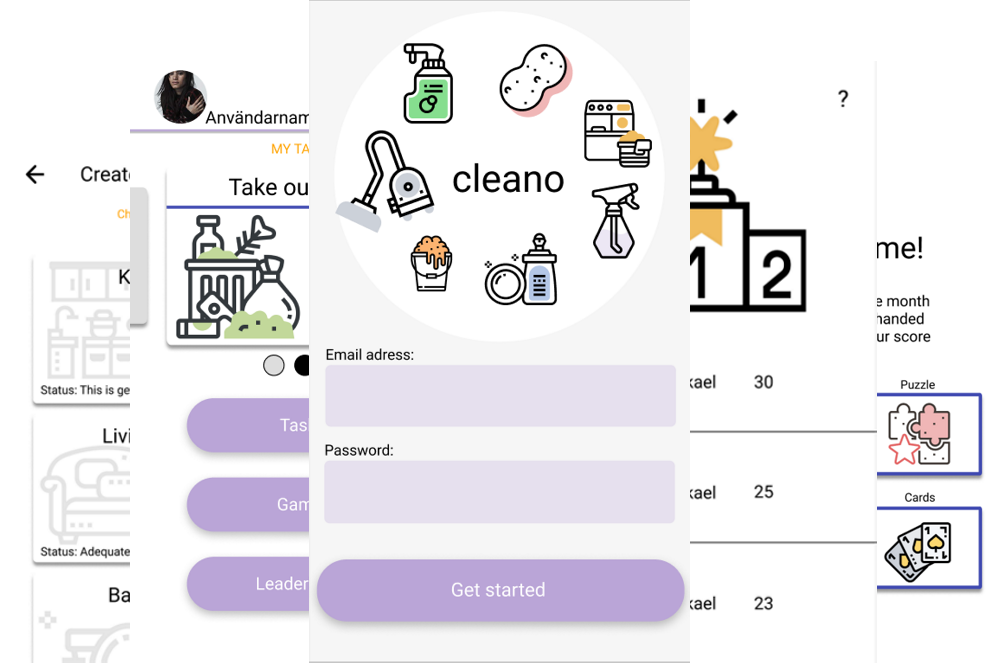 Create
Ch
K
Status: This is ge
Livi
Status: Adequate
Ba
Användarnam
MY TA
Take ou
Tas
Gam
Leader
cleano
Email adress:
Password:
Get started
?
1
2
kael 30
kael 25
kael 23
me!
e month
handed
ur score
Puzzle
Cards